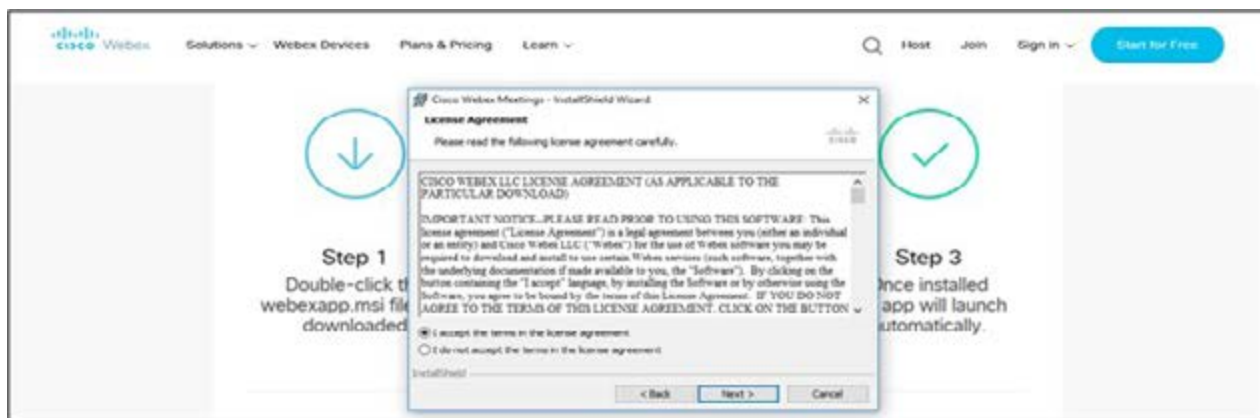 CISCO Webex
Solutions Webex Devices Plans & Pricing Learn Host Join Sign in Start for Free
Cisco Webex Meetings - InstallShield Wizard
License Agreement
Please read the following license agreement carefully.
CISCO
CISCO WEBEX LLC LICENSE AGREEMENT (AS APPLICABLE TO THE
PARTICULAR DOWNLOAD)
IMPORTANT NOTICE--PLEASE READ PRIOR TO USING THIS SOFTWARE: This
license agreement ("License Agreement") is a legal agreement between you (either an individual
or an entity) and Cisco Webex LLC ("Webex") for the use of Webex software you may be
required to download and install to use certain Webex services (such software, together with
the underlying documentation if made available to you, the "Software"). By clicking on the
button containing the "I accept" language, by installing the Software or by otherwise using the
Software, you agree to be bound by the terms of this License Agreement. IF YOU DO NOT
AGREE TO THE TERMS OF THIS LICENSE AGREEMENT, CLICK ON THE BUTTON
I accept the terms in the license agreement
I do not accept the terms in the license agreement
InstallShield
< Back Next > Cancel
Step 1
Double-click th
webexapp.msi file
downloaded
Step 3
Once installed
app will launch
automatically.